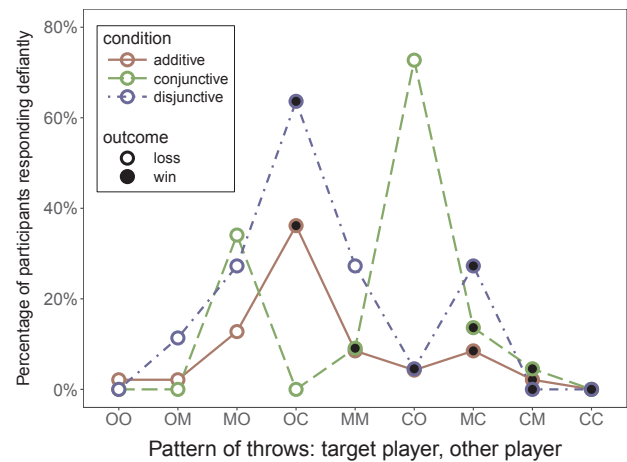 Percentage of participants responding defiantly
80%
60%
40%
20%
0%
condition
additive
conjunctive
disjunctive
outcome
loss
win
OO OM MO OC MM CO MC CM CC
Pattern of throws: target player, other player